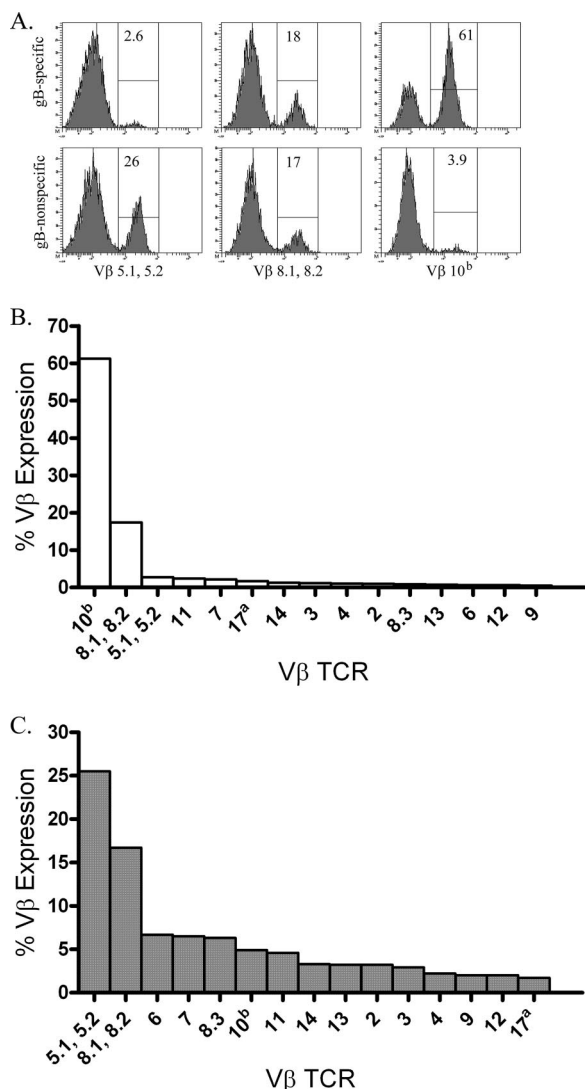 A.
gB-specific
2.6
18
61
gB-nonspecific
26
17
3.9
Vβ 5.1, 5.2
Vβ 8.1, 8.2
Vβ 10ᵇ
B.
% Vβ Expression
70
60
50
40
30
20
10
0
10ᵇ
8.1, 8.2
5.1, 5.2
11
7
17ᵃ
14
3
4
2
8.3
13
6
12
9
Vβ TCR
C.
% Vβ Expression
30
25
20
15
10
5
0
5.1, 5.2
8.1, 8.2
6
7
8.3
10ᵇ
11
14
13
2
3
4
9
12
17ᵃ
Vβ TCR